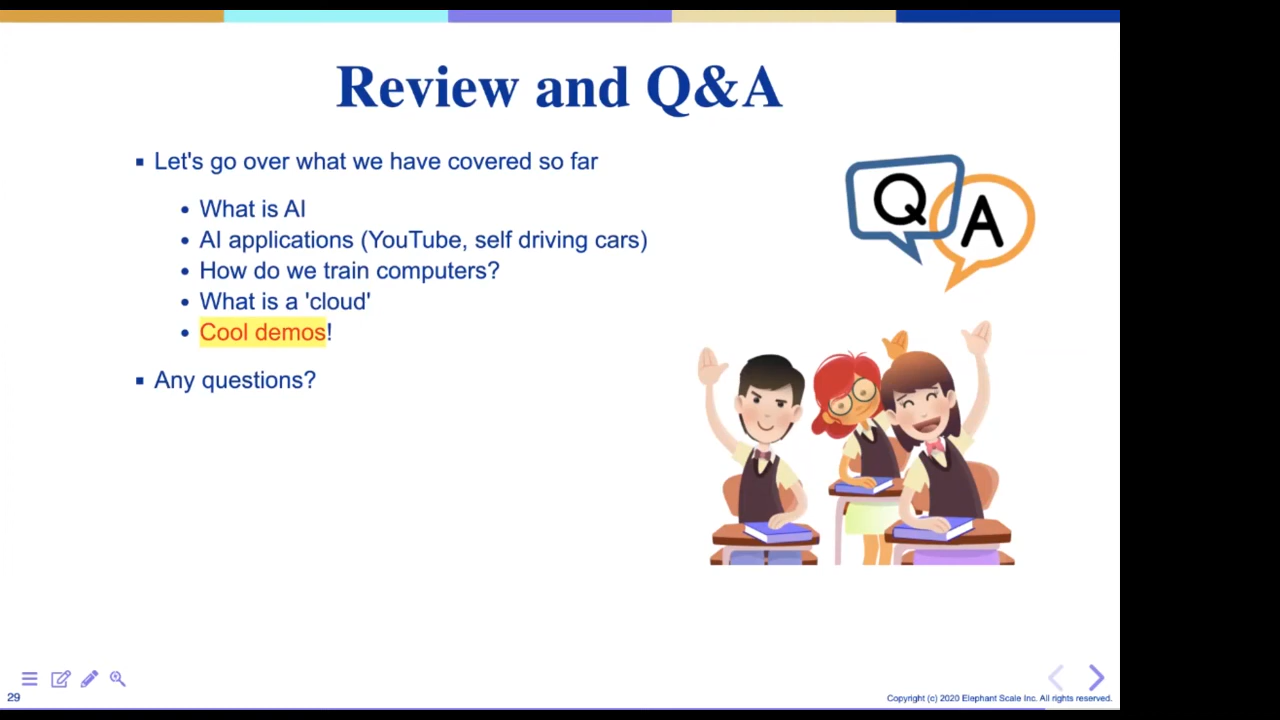 Review and Q&A
Let's go over what we have covered so far
What is AI
AI applications (YouTube, self driving cars)
How do we train computers?
What is a 'cloud'
Cool demos!
Any questions?
Q A
29
Copyright (c) 2020 Elephant Scale Inc. All rights reserved.